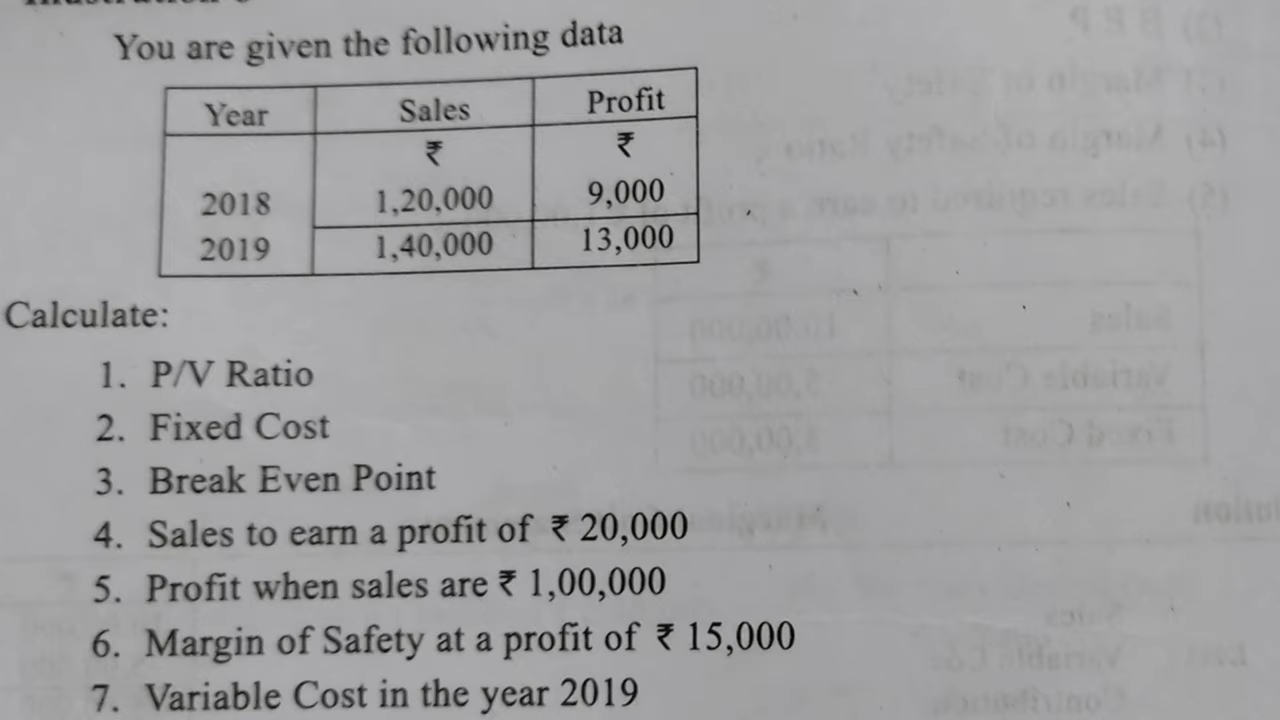 You are given the following data
Year Sales Profit
₹ ₹
2018 1,20,000 9,000
2019 1,40,000 13,000
Calculate:
1. P/V Ratio
2. Fixed Cost
3. Break Even Point
4. Sales to earn a profit of ₹ 20,000
5. Profit when sales are ₹ 1,00,000
6. Margin of Safety at a profit of ₹ 15,000
7. Variable Cost in the year 2019